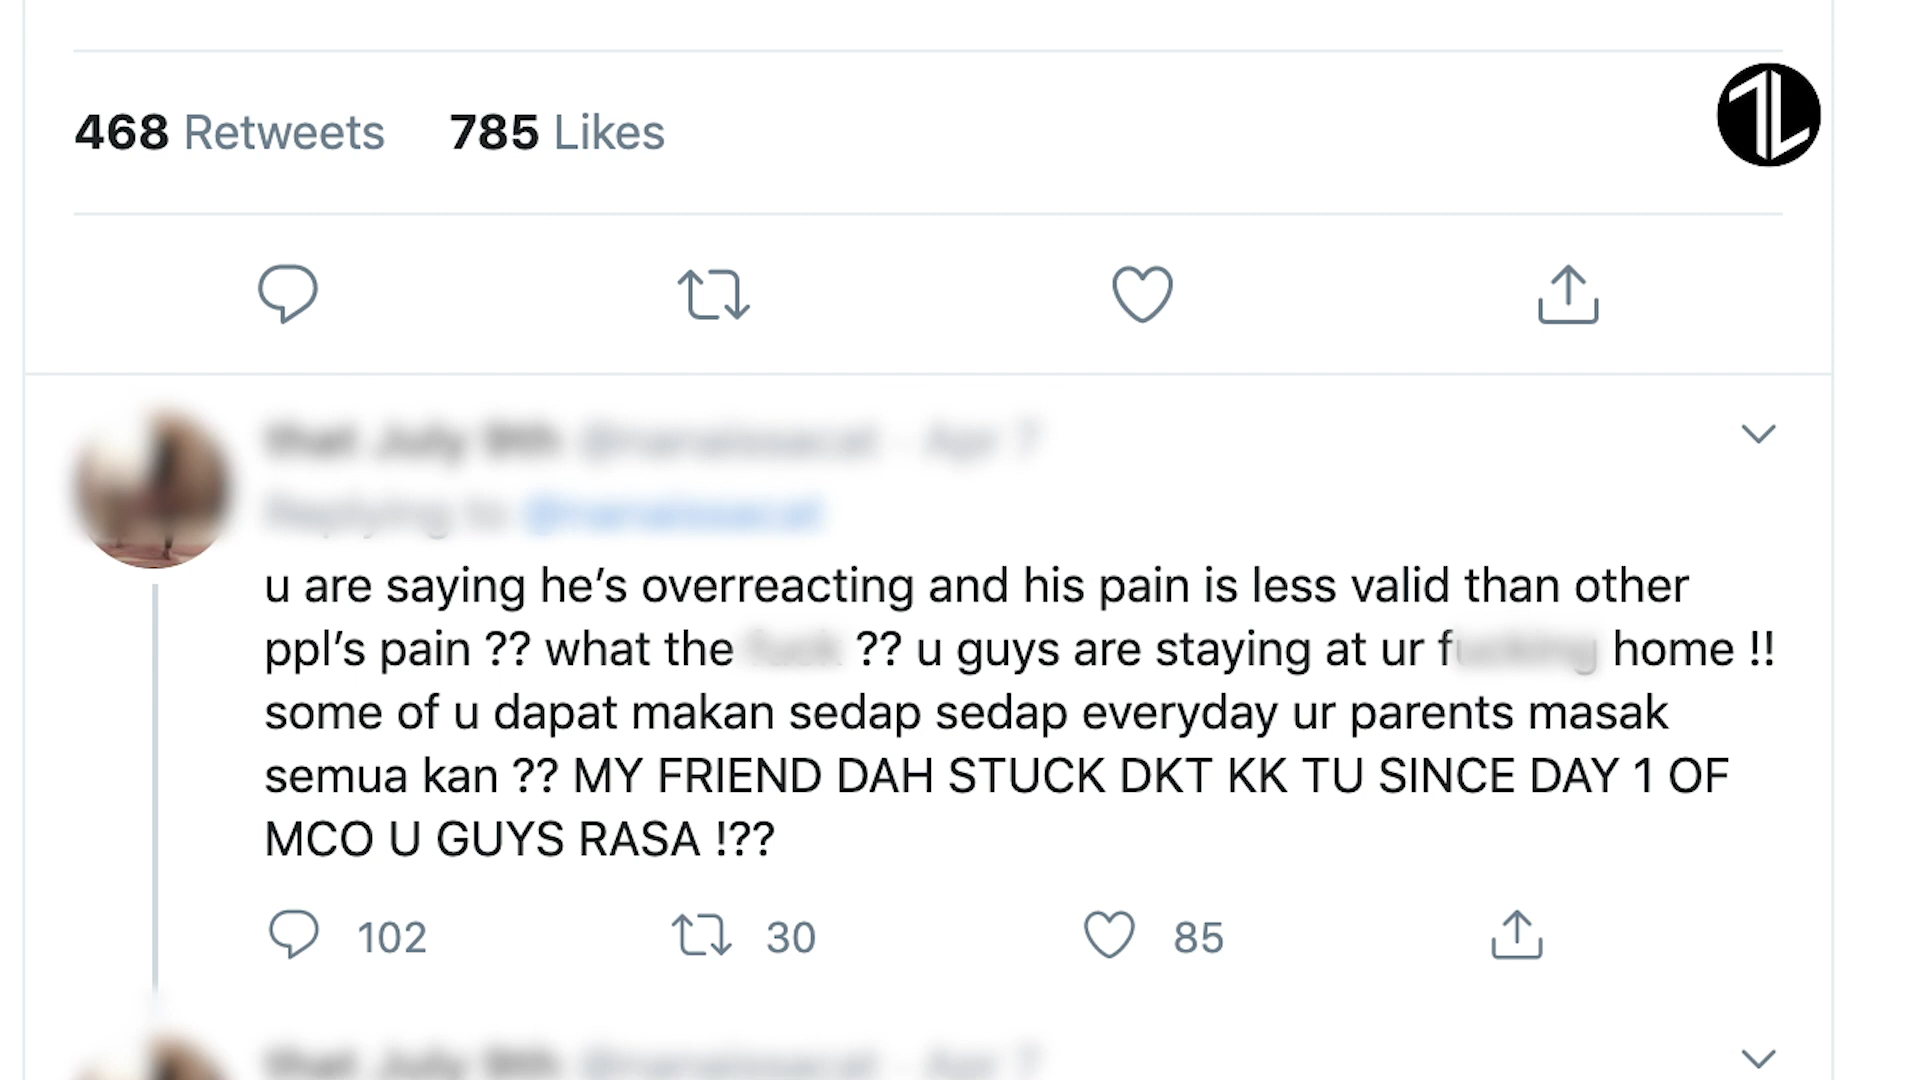 468 Retweets 785 Likes
u are saying he’s overreacting and his pain is less valid than other
ppl’s pain ?? what the ?? u guys are staying at ur home !!
some of u dapat makan sedap sedap everyday ur parents masak
semua kan ?? MY FRIEND DAH STUCK DKT KK TU SINCE DAY 1 OF
MCO U GUYS RASA !??
102 30 85